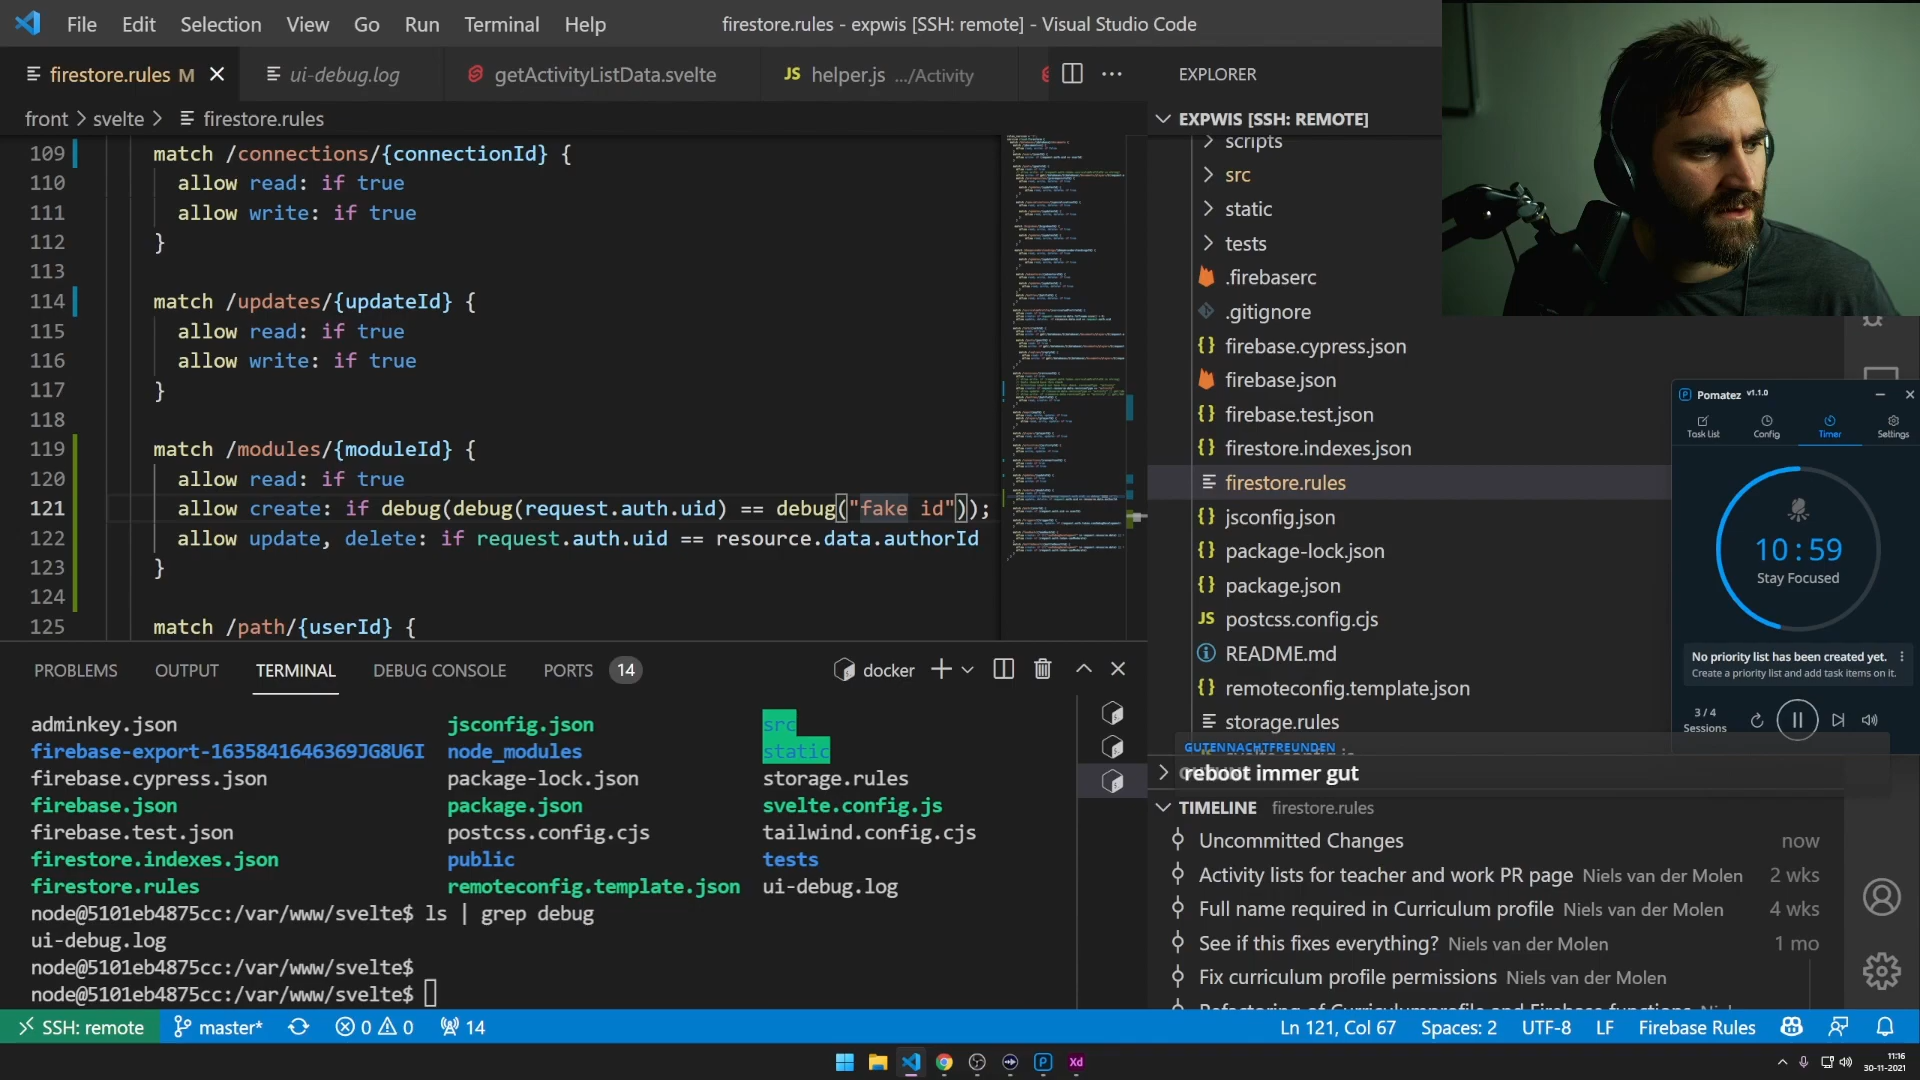 File Edit Selection View Go Run Terminal Help
firestore.rules - expwis [SSH: remote] - Visual Studio Code
firestore.rules M
ui-debug.log
getActivityListData.svelte
JS helper.js .../Activity
front > svelte > firestore.rules
109 match /connections/{connectionId} {
110 allow read: if true
111 allow write: if true
112 }
113
114 match /updates/{updateId} {
115 allow read: if true
116 allow write: if true
117 }
118
119 match /modules/{moduleId} {
120 allow read: if true
121 allow create: if debug(debug(request.auth.uid) == debug("fake id"));
122 allow update, delete: if request.auth.uid == resource.data.authorId
123 }
124
125 match /path/{userId} {
PROBLEMS OUTPUT TERMINAL DEBUG CONSOLE PORTS 14
docker
adminkey.json jsconfig.json src
firebase-export-1635841646369JG8U6I node_modules static
firebase.cypress.json package-lock.json storage.rules
firebase.json package.json svelte.config.js
firebase.test.json postcss.config.cjs tailwind.config.cjs
firestore.indexes.json public tests
firestore.rules remoteconfig.template.json ui-debug.log
node@5101eb4875cc:/var/www/svelte$ ls | grep debug
ui-debug.log
node@5101eb4875cc:/var/www/svelte$
node@5101eb4875cc:/var/www/svelte$
EXPLORER
EXPWIS [SSH: REMOTE]
scripts
src
static
tests
.firebaserc
.gitignore
{} firebase.cypress.json
firebase.json
{} firebase.test.json
{} firestore.indexes.json
firestore.rules
{} jsconfig.json
{} package-lock.json
{} package.json
JS postcss.config.cjs
README.md
{} remoteconfig.template.json
storage.rules
GUTENNACHTFREUNDEN
reboot immer gut
TIMELINE firestore.rules
Uncommitted Changes now
Activity lists for teacher and work PR page Niels van der Molen 2 wks
Full name required in Curriculum profile Niels van der Molen 4 wks
See if this fixes everything? Niels van der Molen 1 mo
Fix curriculum profile permissions Niels van der Molen
Pomatez v1.1.0
Task List Config Timer Settings
10:59
Stay Focused
No priority list has been created yet.
Create a priority list and add task items on it.
3 / 4
Sessions
SSH: remote master* 0 0 14
Ln 121, Col 67 Spaces: 2 UTF-8 LF Firebase Rules
P Xd
11:16
30-11-2021